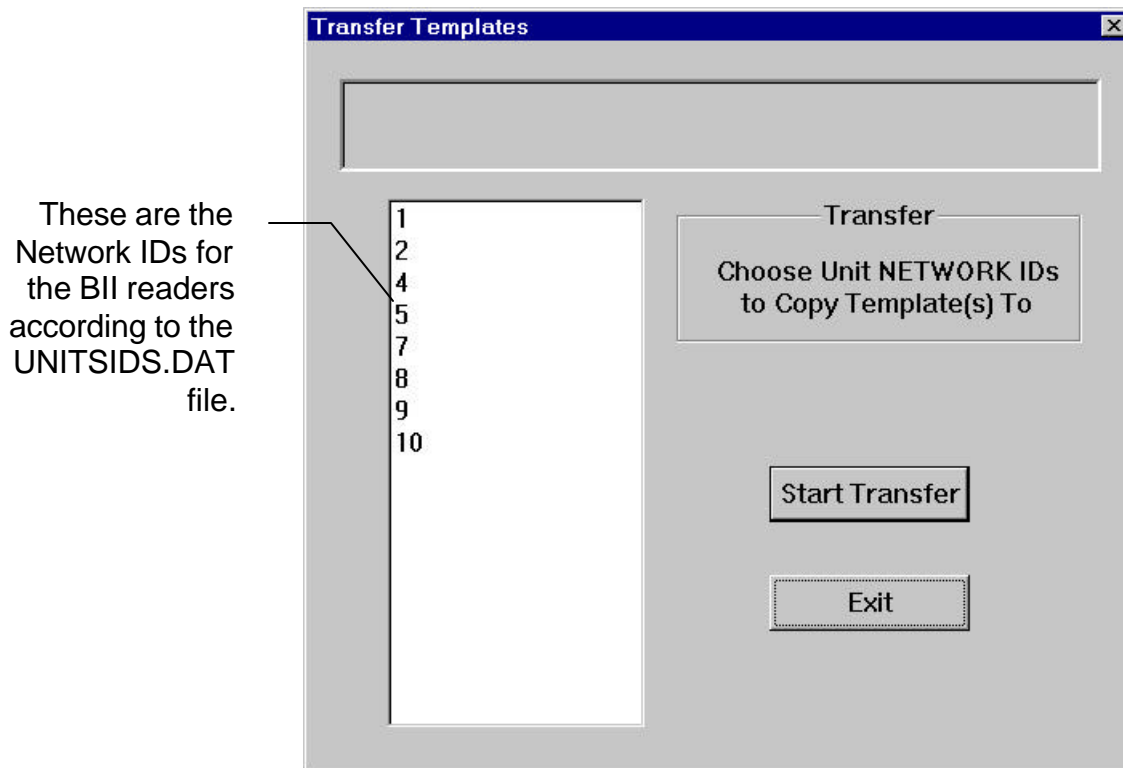 Transfer Templates
These are the
Network IDs for
the BII readers
according to the
UNITSIDS.DAT
file.
1
2
4
5
7
8
9
10
Transfer
Choose Unit NETWORK IDs
to Copy Template(s) To
Start Transfer
Exit